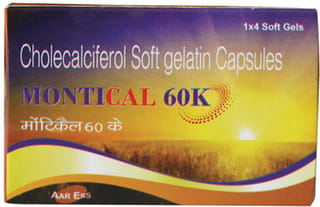 1x4 Soft Gels
Cholecalciferol Soft gelatin Capsules
MONTICAL 60K
मोंटिकैल 60 के
AAR ESS